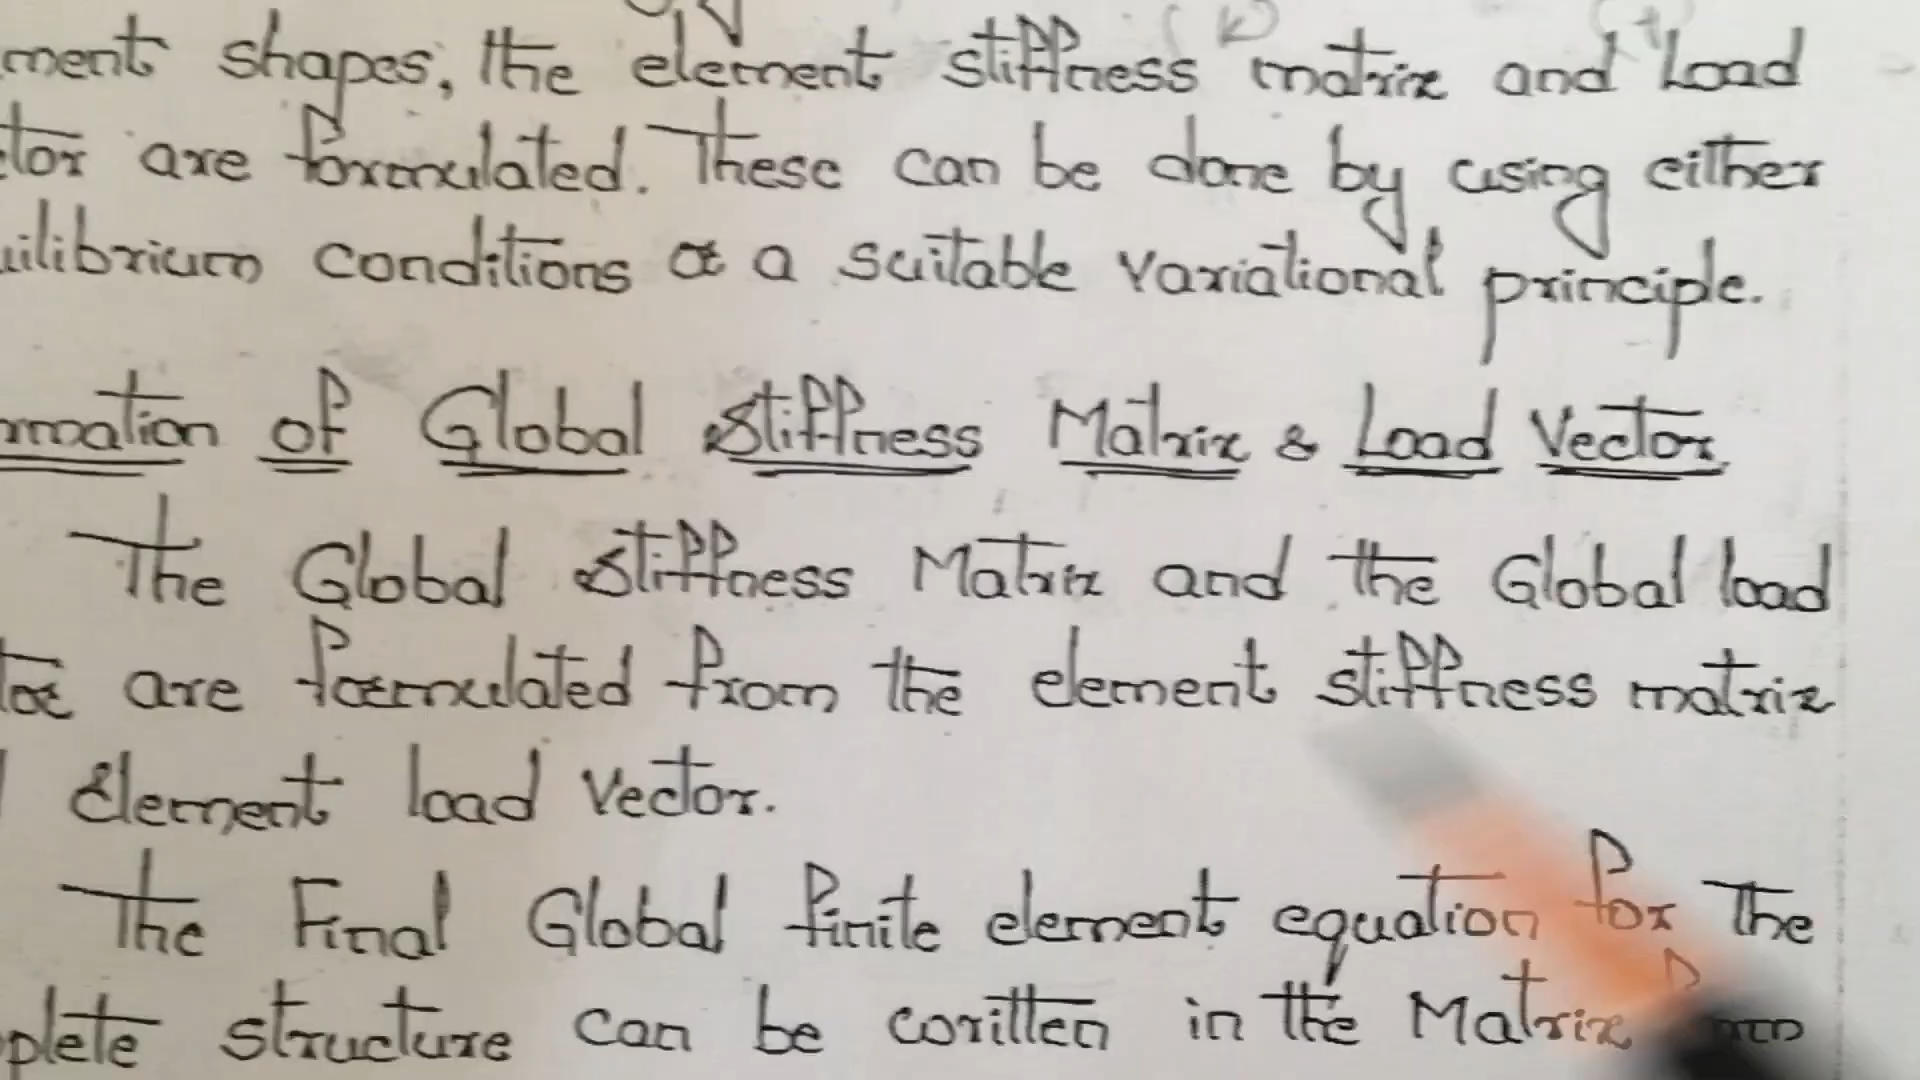 (k) (f)
ment shapes, the element stiffness matrix and Load
tor are formulated. These can be done by using either
uilibrium conditions or a suitable variational principle.
rmation of Global Stiffness Matrix & Load Vector
The Global Stiffness Matrix and the Global load
tor are formulated from the element stiffness matrix
Element load vector.
The Final Global finite element equation for the
plete structure can be written in the Matrix